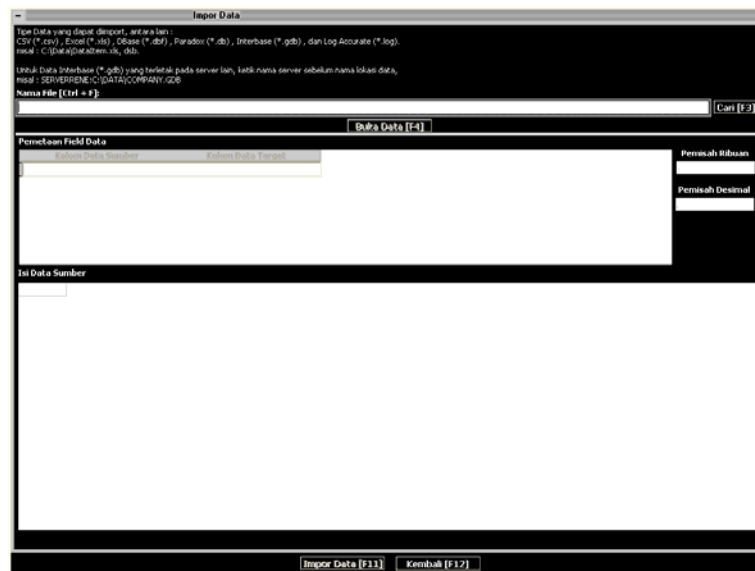 Impor Data
Tipe Data yang dapat diimport, antara lain :
CSV (*.csv) , Excel (*.xls) , DBase (*.dbf) , Paradox (*.db) , Interbase (*.gdb) , dan Log Accurate (*.log).
misal : C:\Data\DataItem.xls, dsb.
Untuk Data Interbase (*.gdb) yang terletak pada server lain, ketik nama server sebelum nama lokasi data,
misal : SERVERRENE:C:\DATA\COMPANY.GDB
Nama File [Ctrl + F]:
Cari [F3]
Buka Data [F4]
Pemetaan Field Data
Kolom Data Sumber Kolom Data Target
Pemisah Ribuan
Pemisah Desimal
Isi Data Sumber
Impor Data [F11] Kembali [F12]